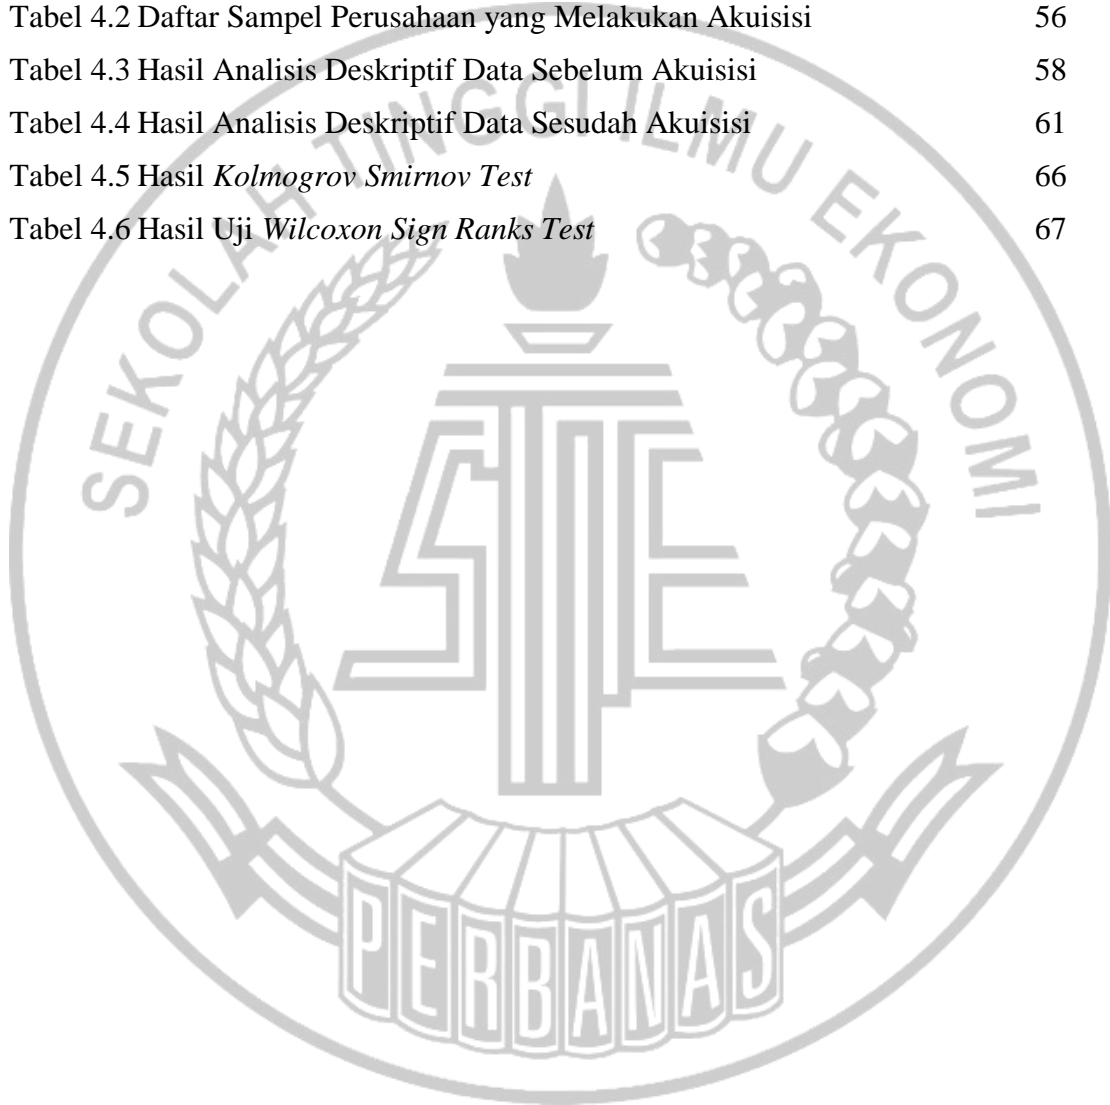 Tabel 4.2 Daftar Sampel Perusahaan yang Melakukan Akuisisi 56
Tabel 4.3 Hasil Analisis Deskriptif Data Sebelum Akuisisi 58
Tabel 4.4 Hasil Analisis Deskriptif Data Sesudah Akuisisi 61
Tabel 4.5 Hasil Kolmogrov Smirnov Test 66
Tabel 4.6 Hasil Uji Wilcoxon Sign Ranks Test 67
SEKOLAH TINGGI ILMU EKONOMI
STIE
PERBANAS